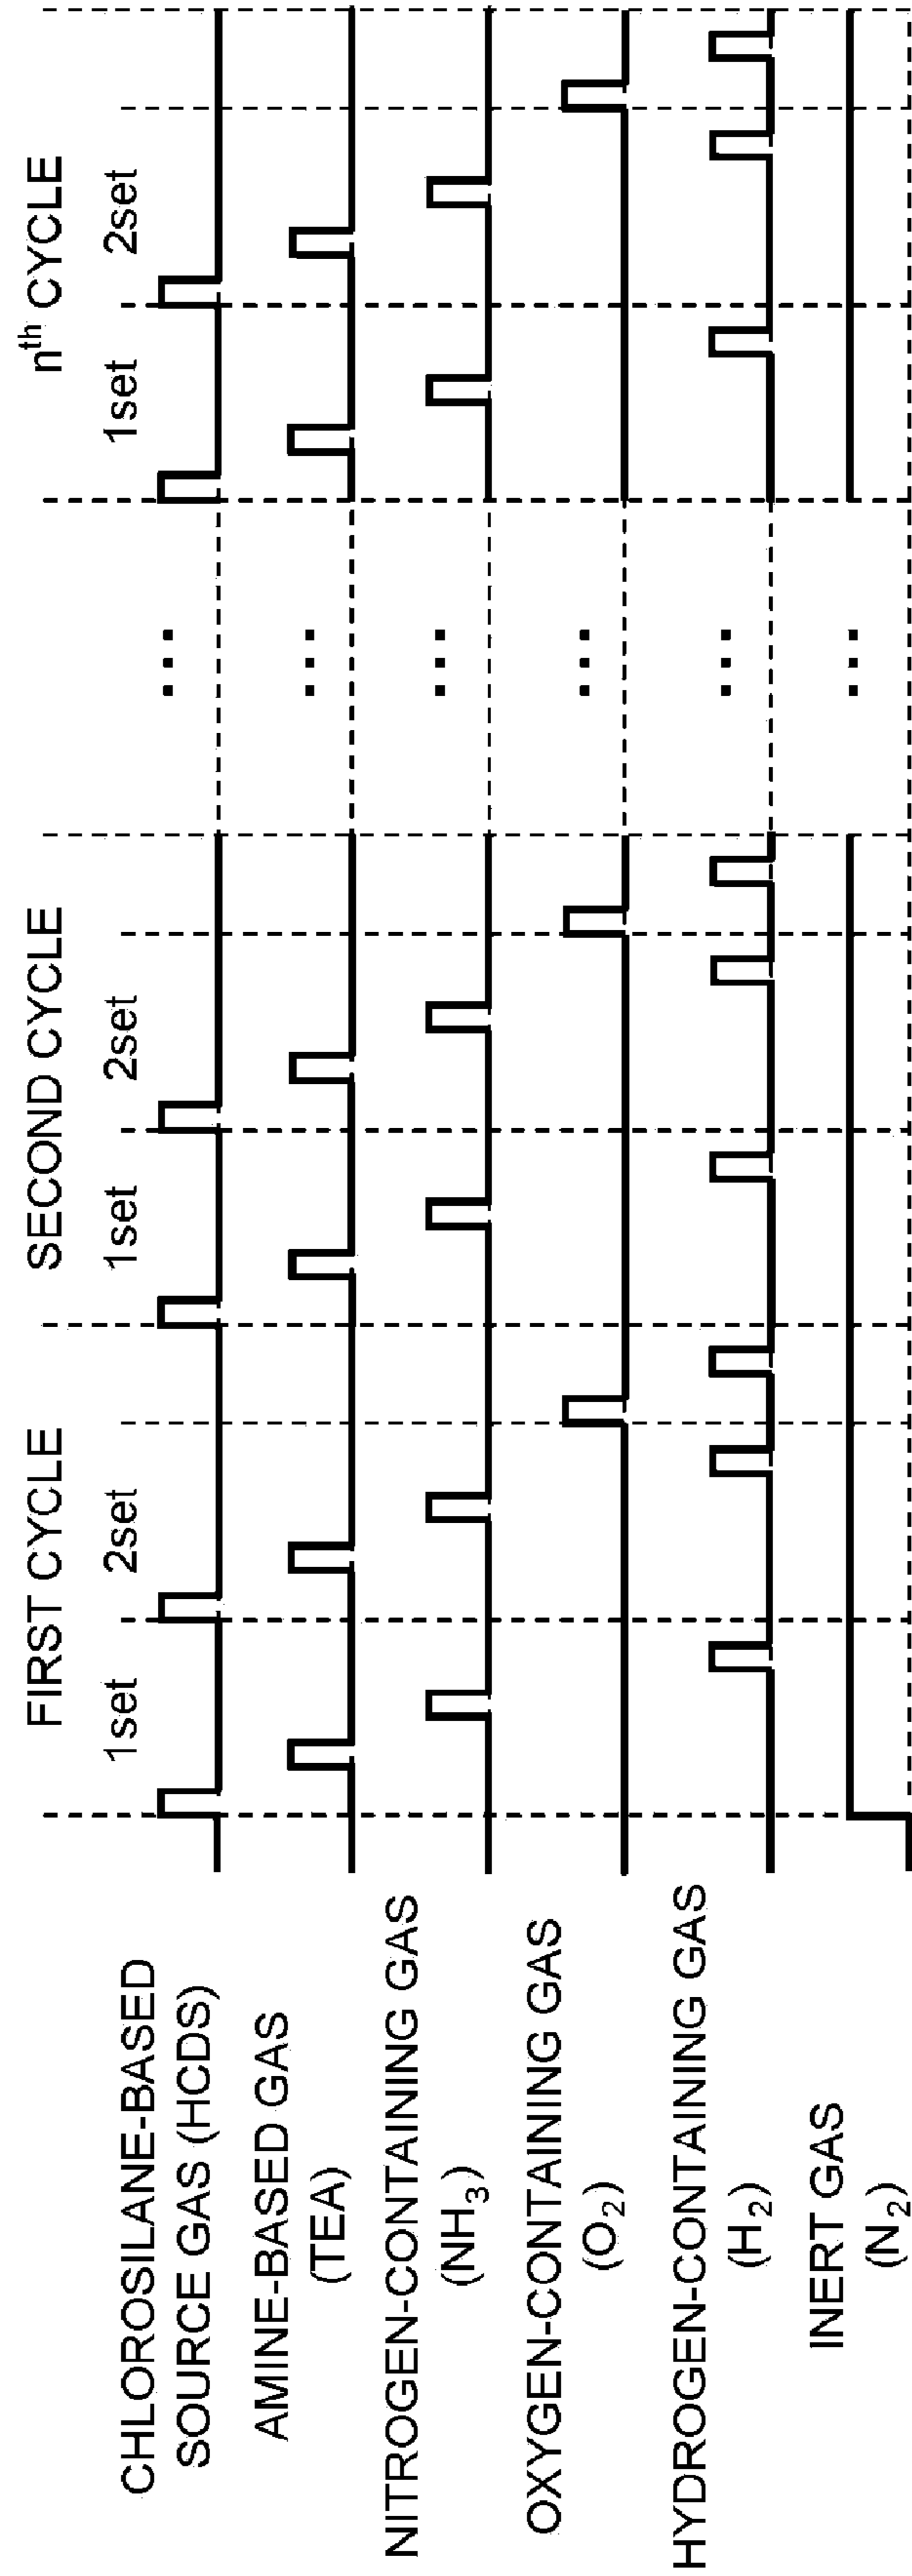 FIRST CYCLE SECOND CYCLE nth CYCLE
1set 2set 1set 2set 1set 2set
CHLOROSILANE-BASED
SOURCE GAS (HCDS)
AMINE-BASED GAS
(TEA)
NITROGEN-CONTAINING GAS
(NH3)
OXYGEN-CONTAINING GAS
(O2)
HYDROGEN-CONTAINING GAS
(H2)
INERT GAS
(N2)